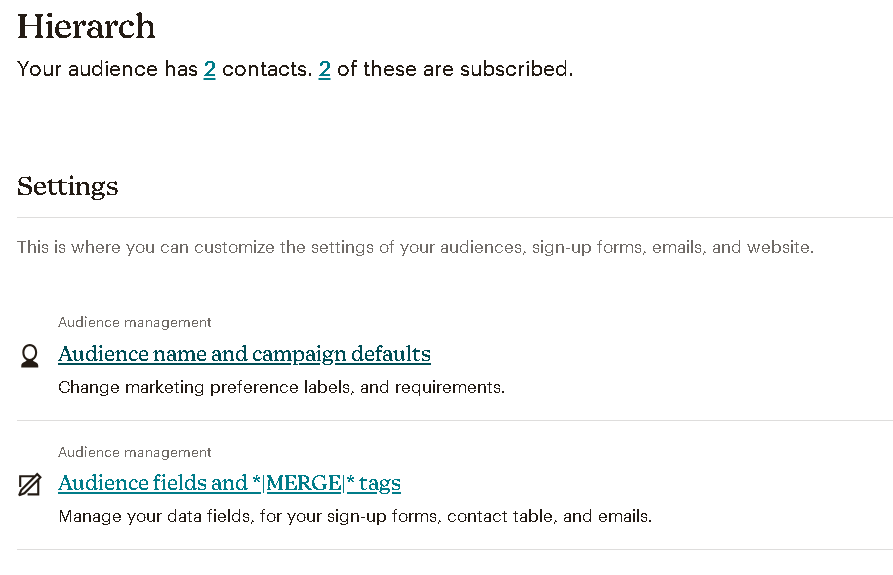 Hierarch
Your audience has 2 contacts. 2 of these are subscribed.
Settings
This is where you can customize the settings of your audiences, sign-up forms, emails, and website.
Audience management
Audience name and campaign defaults
Change marketing preference labels, and requirements.
Audience management
Audience fields and *|MERGE|* tags
Manage your data fields, for your sign-up forms, contact table, and emails.